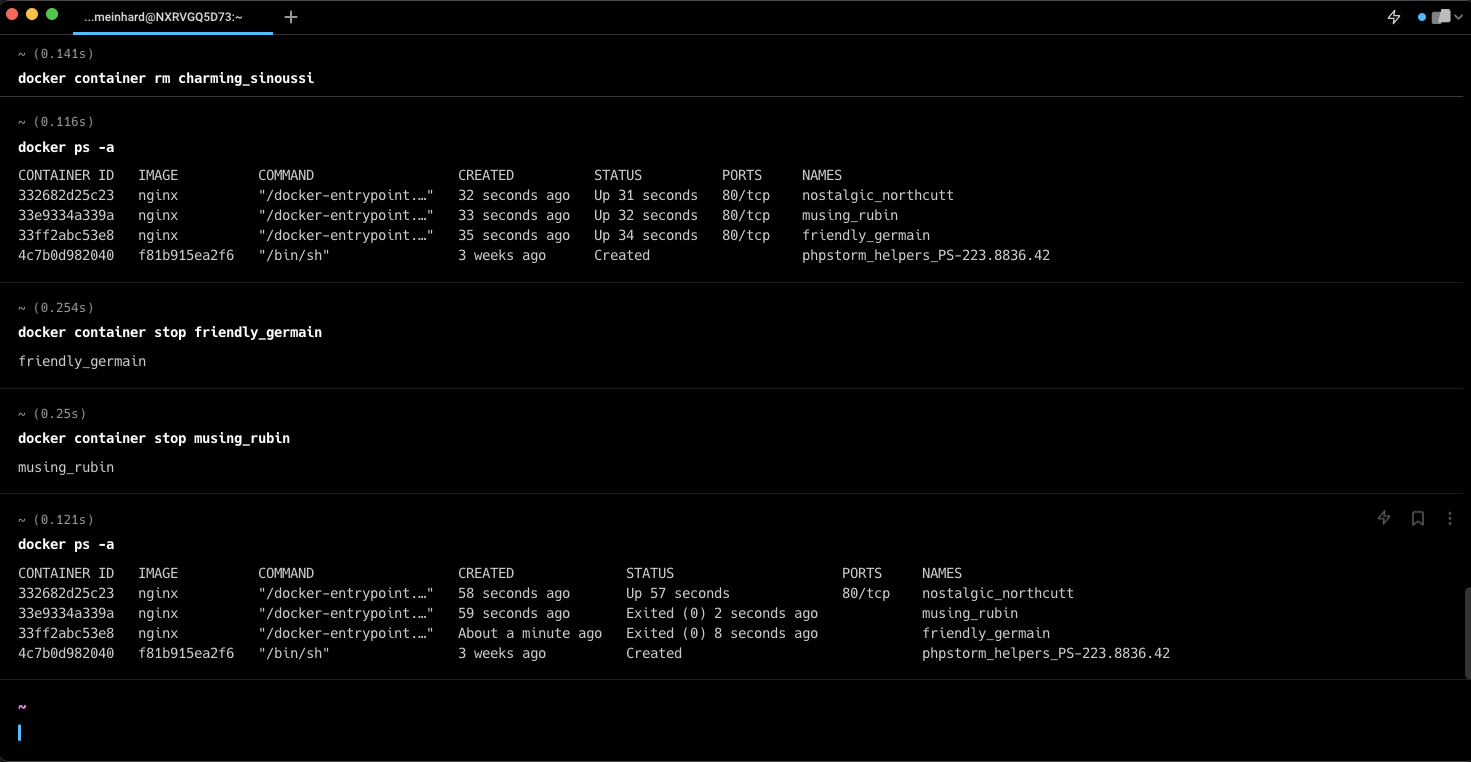 ...meinhard@NXRVGQ5D73:~
~ (0.141s)
docker container rm charming_sinoussi
~ (0.116s)
docker ps -a
CONTAINER ID   IMAGE          COMMAND                  CREATED          STATUS          PORTS     NAMES
332682d25c23   nginx          "/docker-entrypoint.…"   32 seconds ago   Up 31 seconds   80/tcp    nostalgic_northcutt
33e9334a339a   nginx          "/docker-entrypoint.…"   33 seconds ago   Up 32 seconds   80/tcp    musing_rubin
33ff2abc53e8   nginx          "/docker-entrypoint.…"   35 seconds ago   Up 34 seconds   80/tcp    friendly_germain
4c7b0d982040   f81b915ea2f6   "/bin/sh"                3 weeks ago      Created                   phpstorm_helpers_PS-223.8836.42
~ (0.254s)
docker container stop friendly_germain
friendly_germain
~ (0.25s)
docker container stop musing_rubin
musing_rubin
~ (0.121s)
docker ps -a
CONTAINER ID   IMAGE          COMMAND                  CREATED              STATUS                     PORTS     NAMES
332682d25c23   nginx          "/docker-entrypoint.…"   58 seconds ago       Up 57 seconds              80/tcp    nostalgic_northcutt
33e9334a339a   nginx          "/docker-entrypoint.…"   59 seconds ago       Exited (0) 2 seconds ago             musing_rubin
33ff2abc53e8   nginx          "/docker-entrypoint.…"   About a minute ago   Exited (0) 8 seconds ago             friendly_germain
4c7b0d982040   f81b915ea2f6   "/bin/sh"                3 weeks ago          Created                              phpstorm_helpers_PS-223.8836.42
~